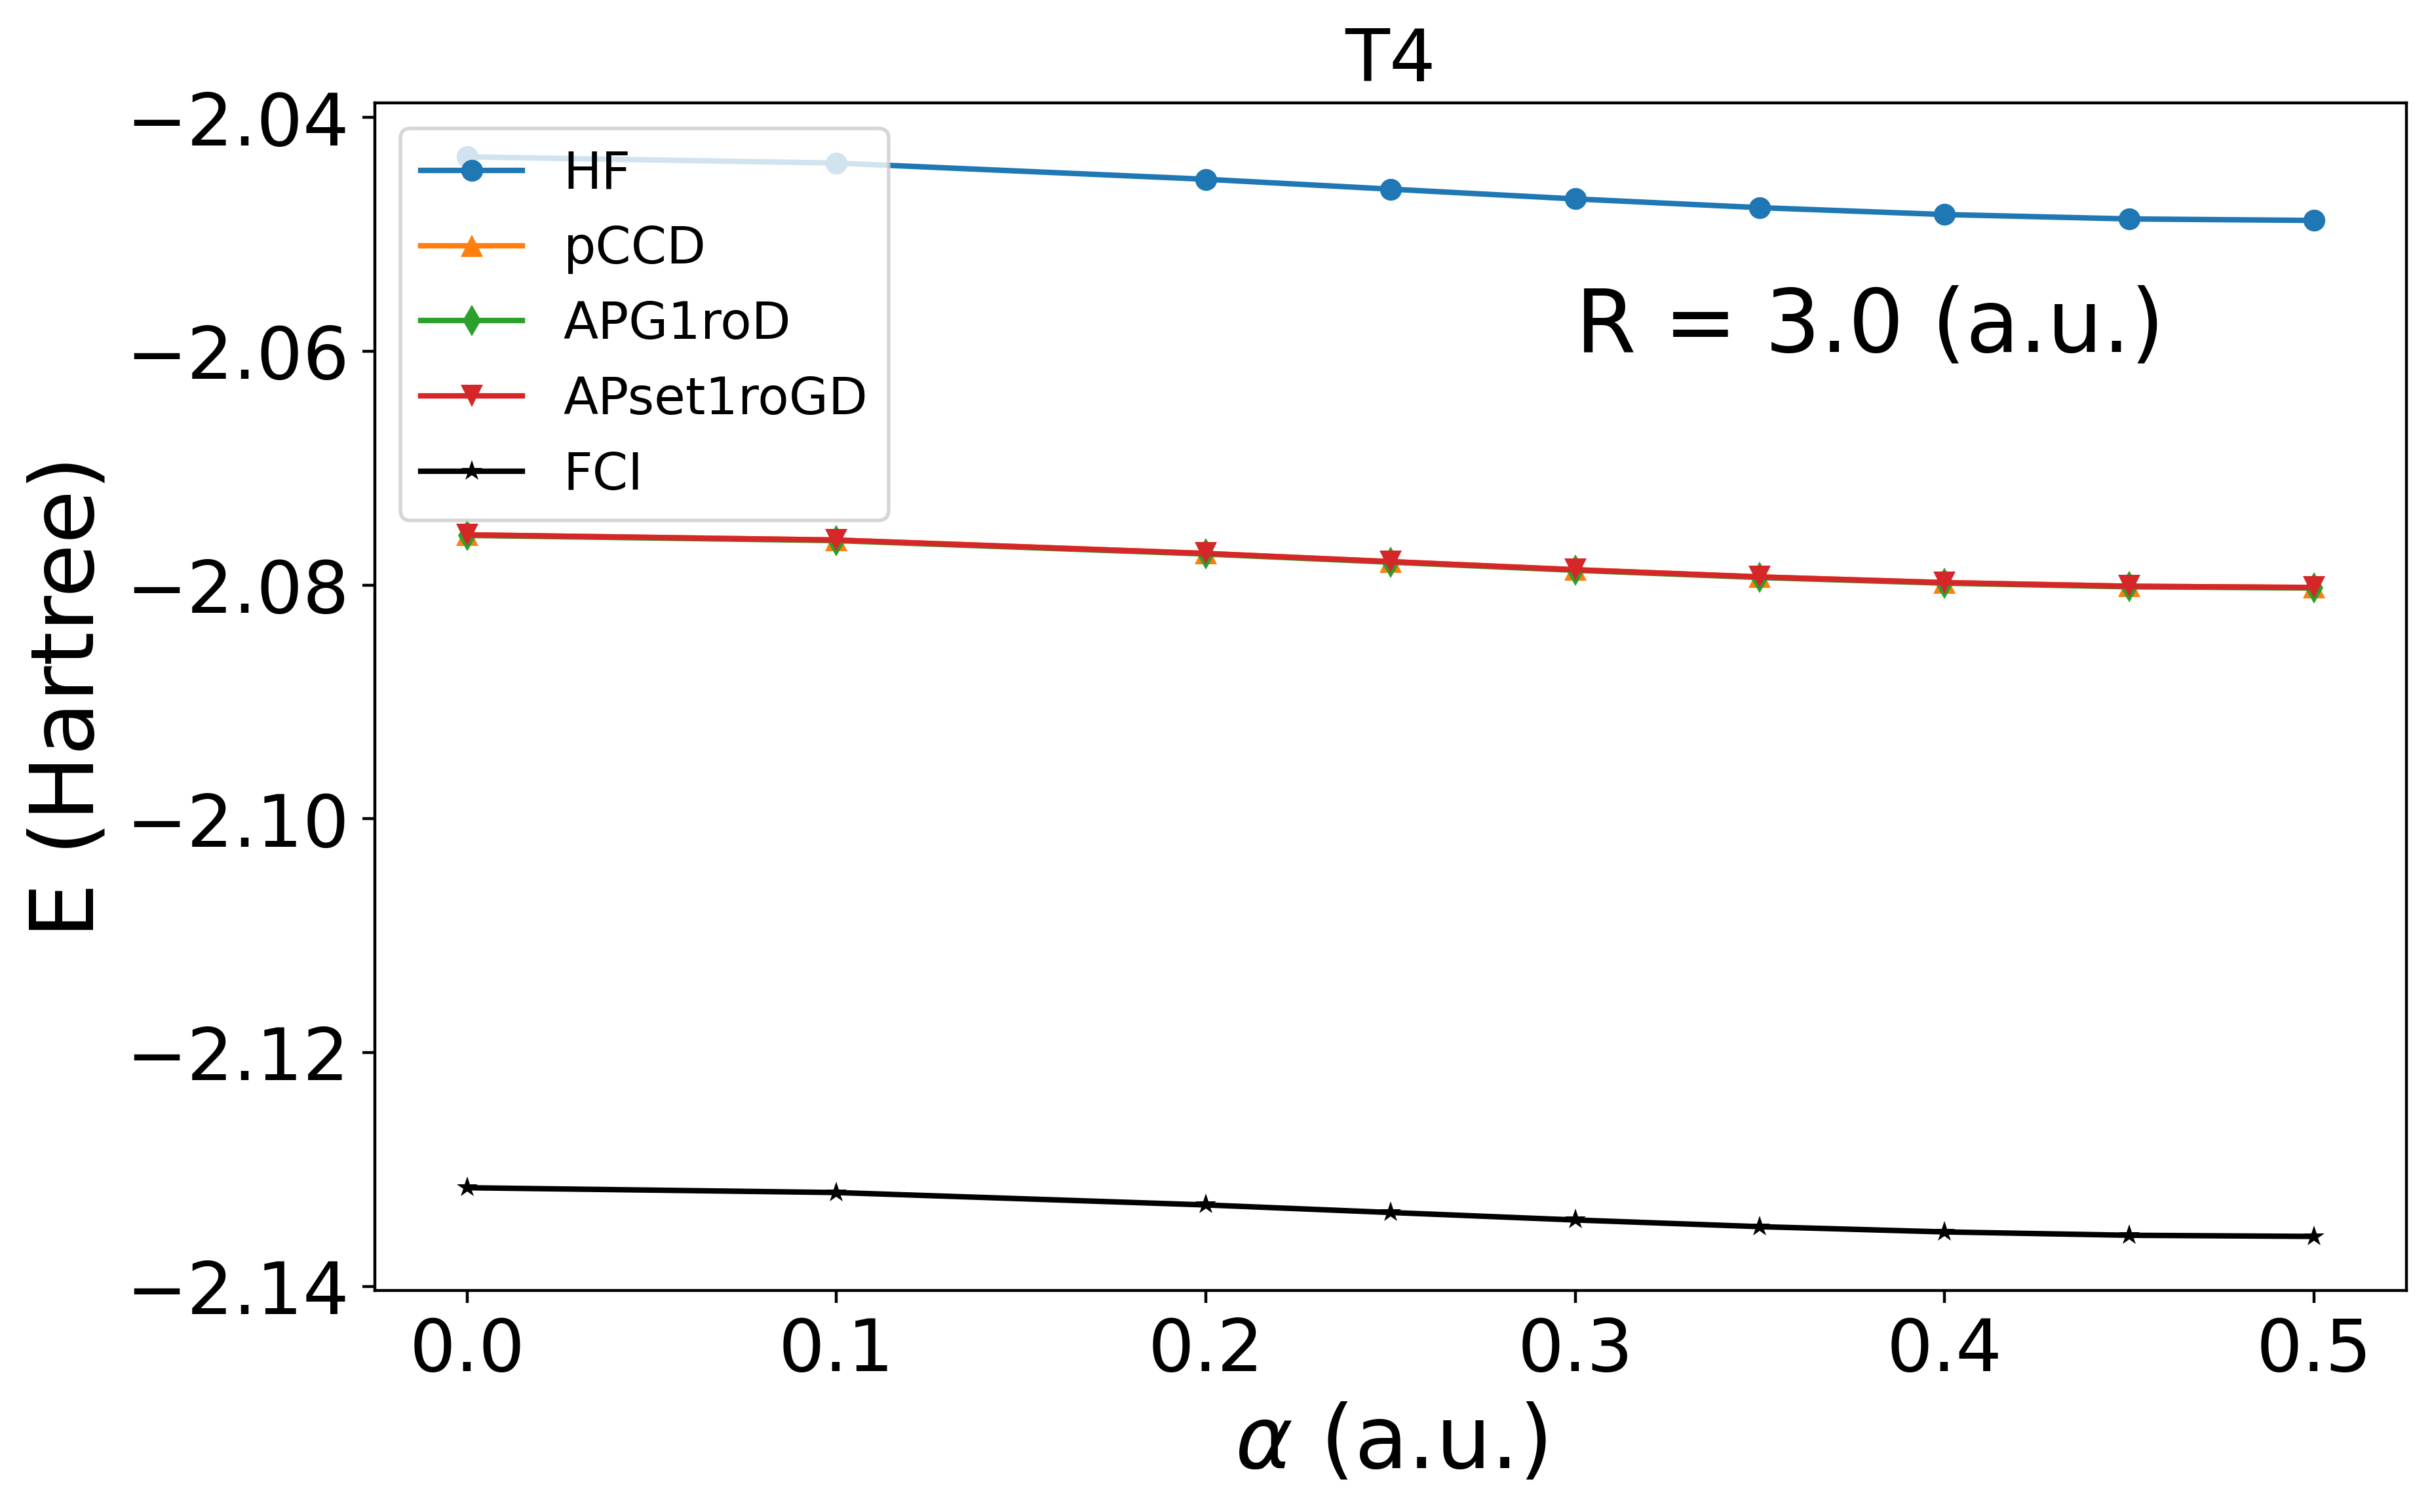 T4
−2.04
−2.06
−2.08
−2.10
−2.12
−2.14
E (Hartree)
HF
pCCD
APG1roD
APset1roGD
FCI
R = 3.0 (a.u.)
0.0 0.1 0.2 0.3 0.4 0.5
α (a.u.)